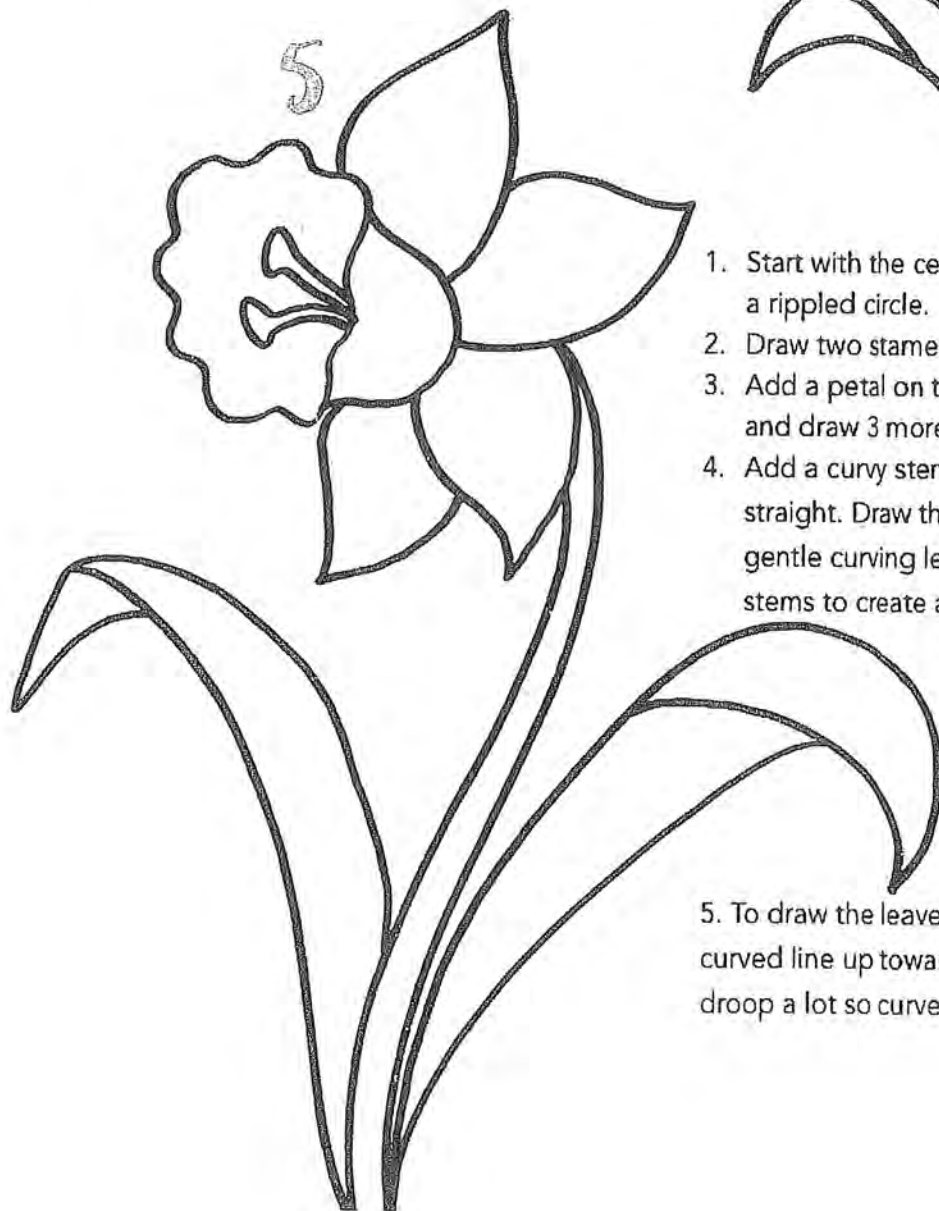 5
1. Start with the ce
a rippled circle.
2. Draw two stame
3. Add a petal on t
and draw 3 more
4. Add a curvy ster
straight. Draw th
gentle curving le
stems to create a
5. To draw the leave
curved line up towa
droop a lot so curve